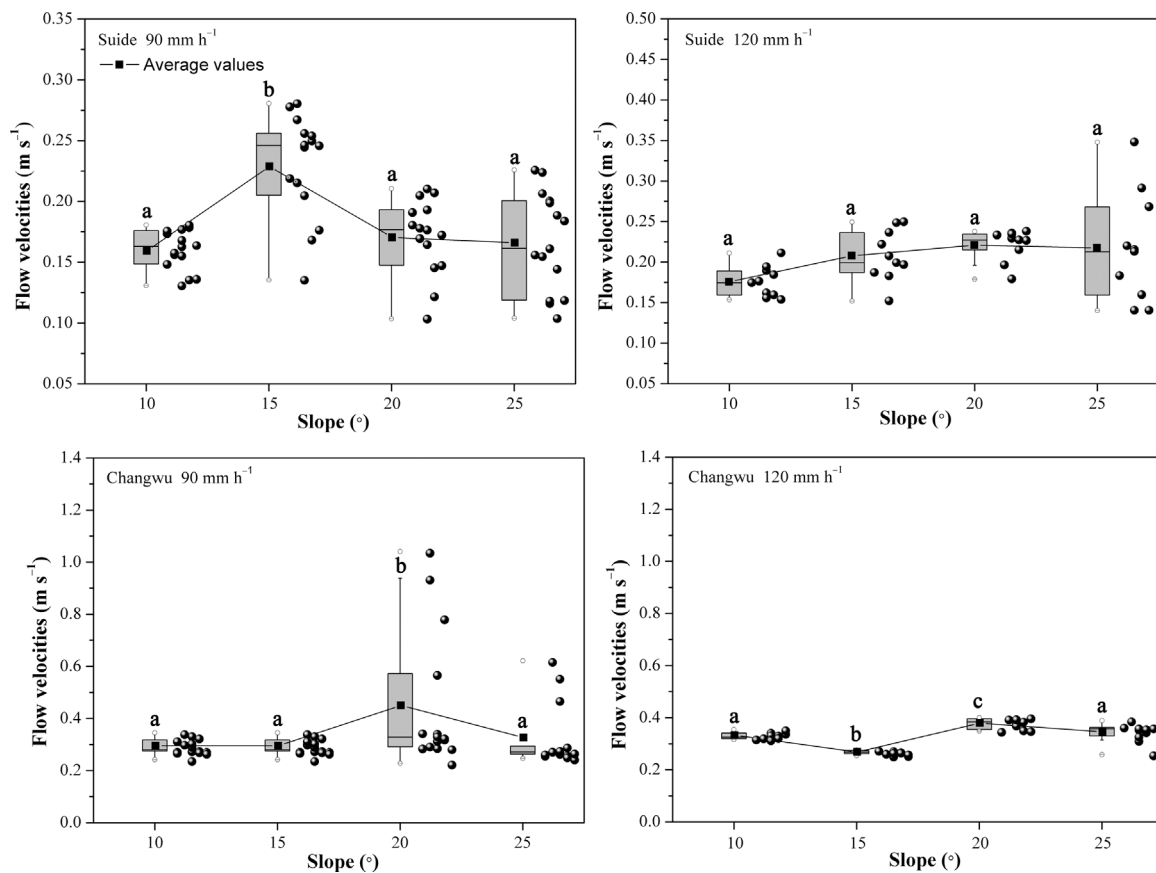 Suide 90 mm h⁻¹
Average values
Flow velocities (m s⁻¹)
0.35
0.30
0.25
0.20
0.15
0.10
0.05
a
b
a
a
10 15 20 25
Slope (°)
Suide 120 mm h⁻¹
Flow velocities (m s⁻¹)
0.50
0.45
0.40
0.35
0.30
0.25
0.20
0.15
0.10
0.05
a
a
a
a
10 15 20 25
Slope (°)
Changwu 90 mm h⁻¹
Flow velocities (m s⁻¹)
1.4
1.2
1.0
0.8
0.6
0.4
0.2
0.0
a
a
b
a
10 15 20 25
Slope (°)
Changwu 120 mm h⁻¹
Flow velocities (m s⁻¹)
1.4
1.2
1.0
0.8
0.6
0.4
0.2
0.0
a
b
c
a
10 15 20 25
Slope (°)